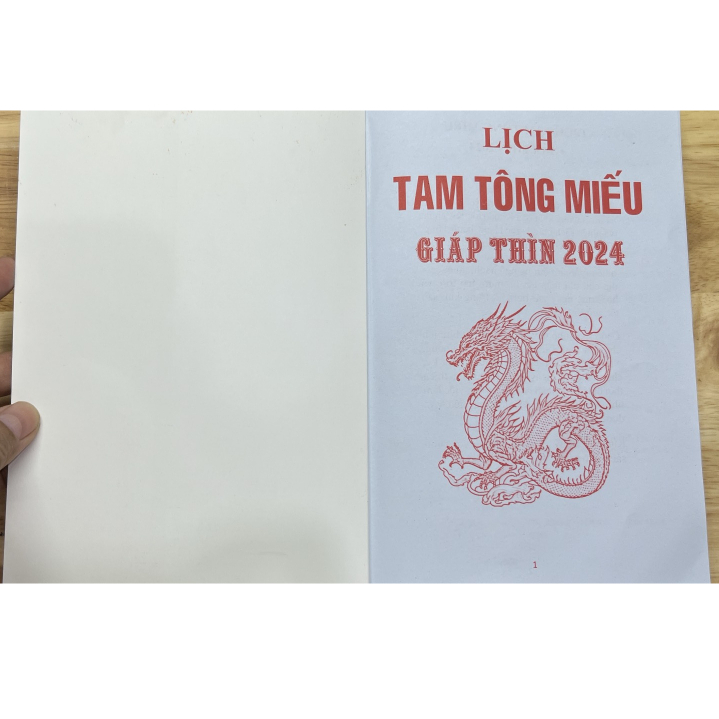 LỊCH
TAM TÔNG MIẾU
GIÁP THÌN 2024
1